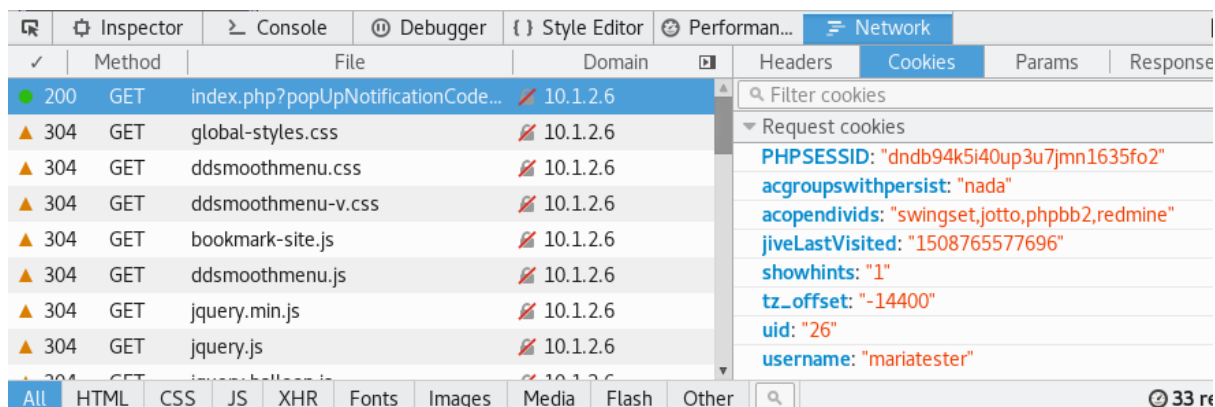 Inspector Console Debugger { } Style Editor Performan... Network
✓ Method File Domain Headers Cookies Params Response
200 GET index.php?popUpNotificationCode... 10.1.2.6
Filter cookies
304 GET global-styles.css 10.1.2.6
Request cookies
304 GET ddsmoothmenu.css 10.1.2.6
PHPSESSID: "dndb94k5i40up3u7jmn1635fo2"
acgroupswithpersist: "nada"
304 GET ddsmoothmenu-v.css 10.1.2.6
acopendivids: "swingset,jotto,phpbb2,redmine"
304 GET bookmark-site.js 10.1.2.6
jiveLastVisited: "1508765577696"
304 GET ddsmoothmenu.js 10.1.2.6
showhints: "1"
tz_offset: "-14400"
304 GET jquery.min.js 10.1.2.6
uid: "26"
304 GET jquery.js 10.1.2.6
username: "mariatester"
All HTML CSS JS XHR Fonts Images Media Flash Other 33 re